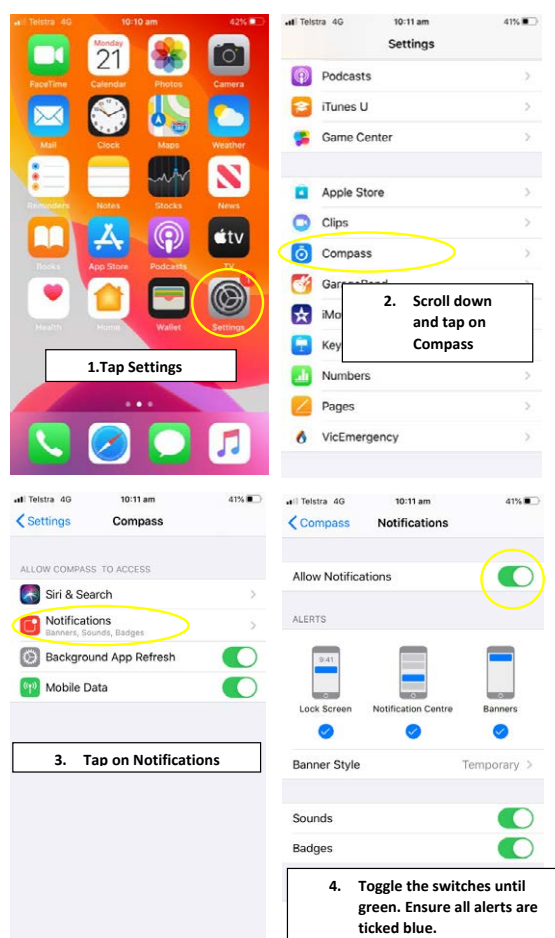 Telstra 4G 10:10 am 42%
Monday
21
FaceTime Calendar Photos Camera
Mail Clock Maps Weather
Reminders Notes Stocks News
tv
Books App Store Podcasts TV
1
Health Home Wallet Settings
1.Tap Settings
Telstra 4G 10:11 am 41%
Settings
Podcasts
iTunes U
Game Center
Apple Store
Clips
Compass
GarageBand
iMo
Key
2. Scroll down
and tap on
Compass
Numbers
Pages
VicEmergency
Telstra 4G 10:11 am 41%
Settings Compass
ALLOW COMPASS TO ACCESS
Siri & Search
Notifications
Banners, Sounds, Badges
Background App Refresh
Mobile Data
3. Tap on Notifications
Telstra 4G 10:11 am 41%
Compass Notifications
Allow Notifications
ALERTS
9:41
Lock Screen Notification Centre Banners
Banner Style Temporary
Sounds
Badges
4. Toggle the switches until
green. Ensure all alerts are
ticked blue.